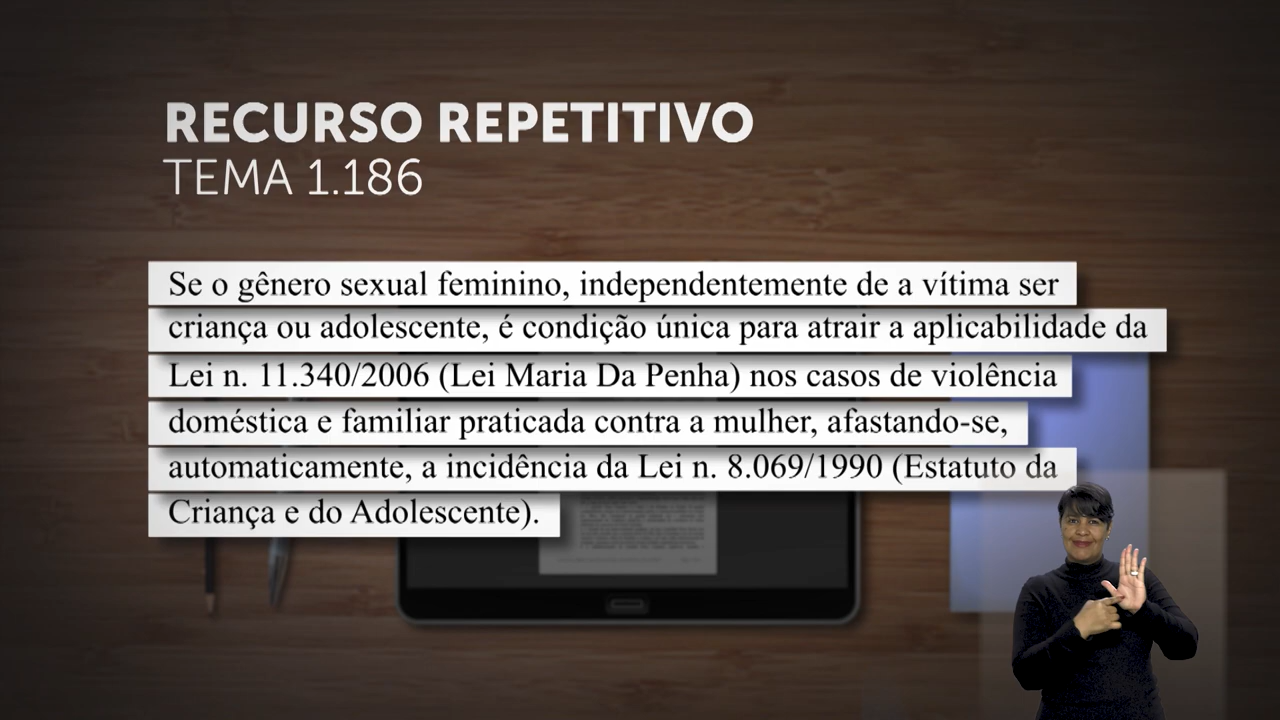 RECURSO REPETITIVO
TEMA 1.186
Se o gênero sexual feminino, independentemente de a vítima ser
criança ou adolescente, é condição única para atrair a aplicabilidade da
Lei n. 11.340/2006 (Lei Maria Da Penha) nos casos de violência
doméstica e familiar praticada contra a mulher, afastando-se,
automaticamente, a incidência da Lei n. 8.069/1990 (Estatuto da
Criança e do Adolescente).